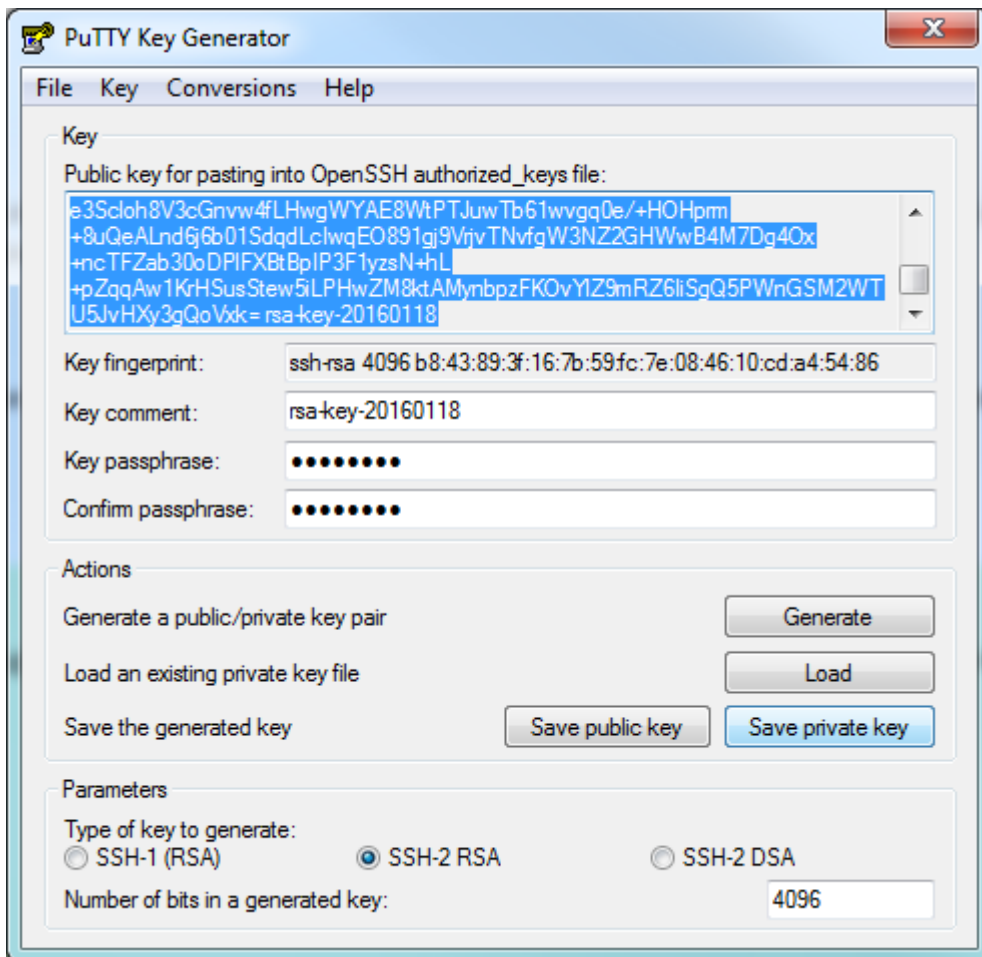 PuTTY Key Generator
File Key Conversions Help
Key
Public key for pasting into OpenSSH authorized_keys file:
e3Scloh8V3cGnvw4fLHwgWYAE8WtPTJuwTb61wvgq0e/+HOHprm
+8uQeALnd6j6b01SdqdLcIwqEO891gj9VrjvTNvfgW3NZ2GHWwB4M7Dg4Ox
+ncTFZab30oDPlFXBtBpIP3F1yzsN+hL
+pZqqAw1KrHSusStew5iLPHwZM8ktAMynbpzFKOvYlZ9mRZ6liSgQ5PWnGSM2WT
U5JvHXy3gQoVxk= rsa-key-20160118
Key fingerprint: ssh-rsa 4096 b8:43:89:3f:16:7b:59:fc:7e:08:46:10:cd:a4:54:86
Key comment: rsa-key-20160118
Key passphrase: ●●●●●●●●
Confirm passphrase: ●●●●●●●●
Actions
Generate a public/private key pair Generate
Load an existing private key file Load
Save the generated key Save public key Save private key
Parameters
Type of key to generate:
SSH-1 (RSA) SSH-2 RSA SSH-2 DSA
Number of bits in a generated key: 4096